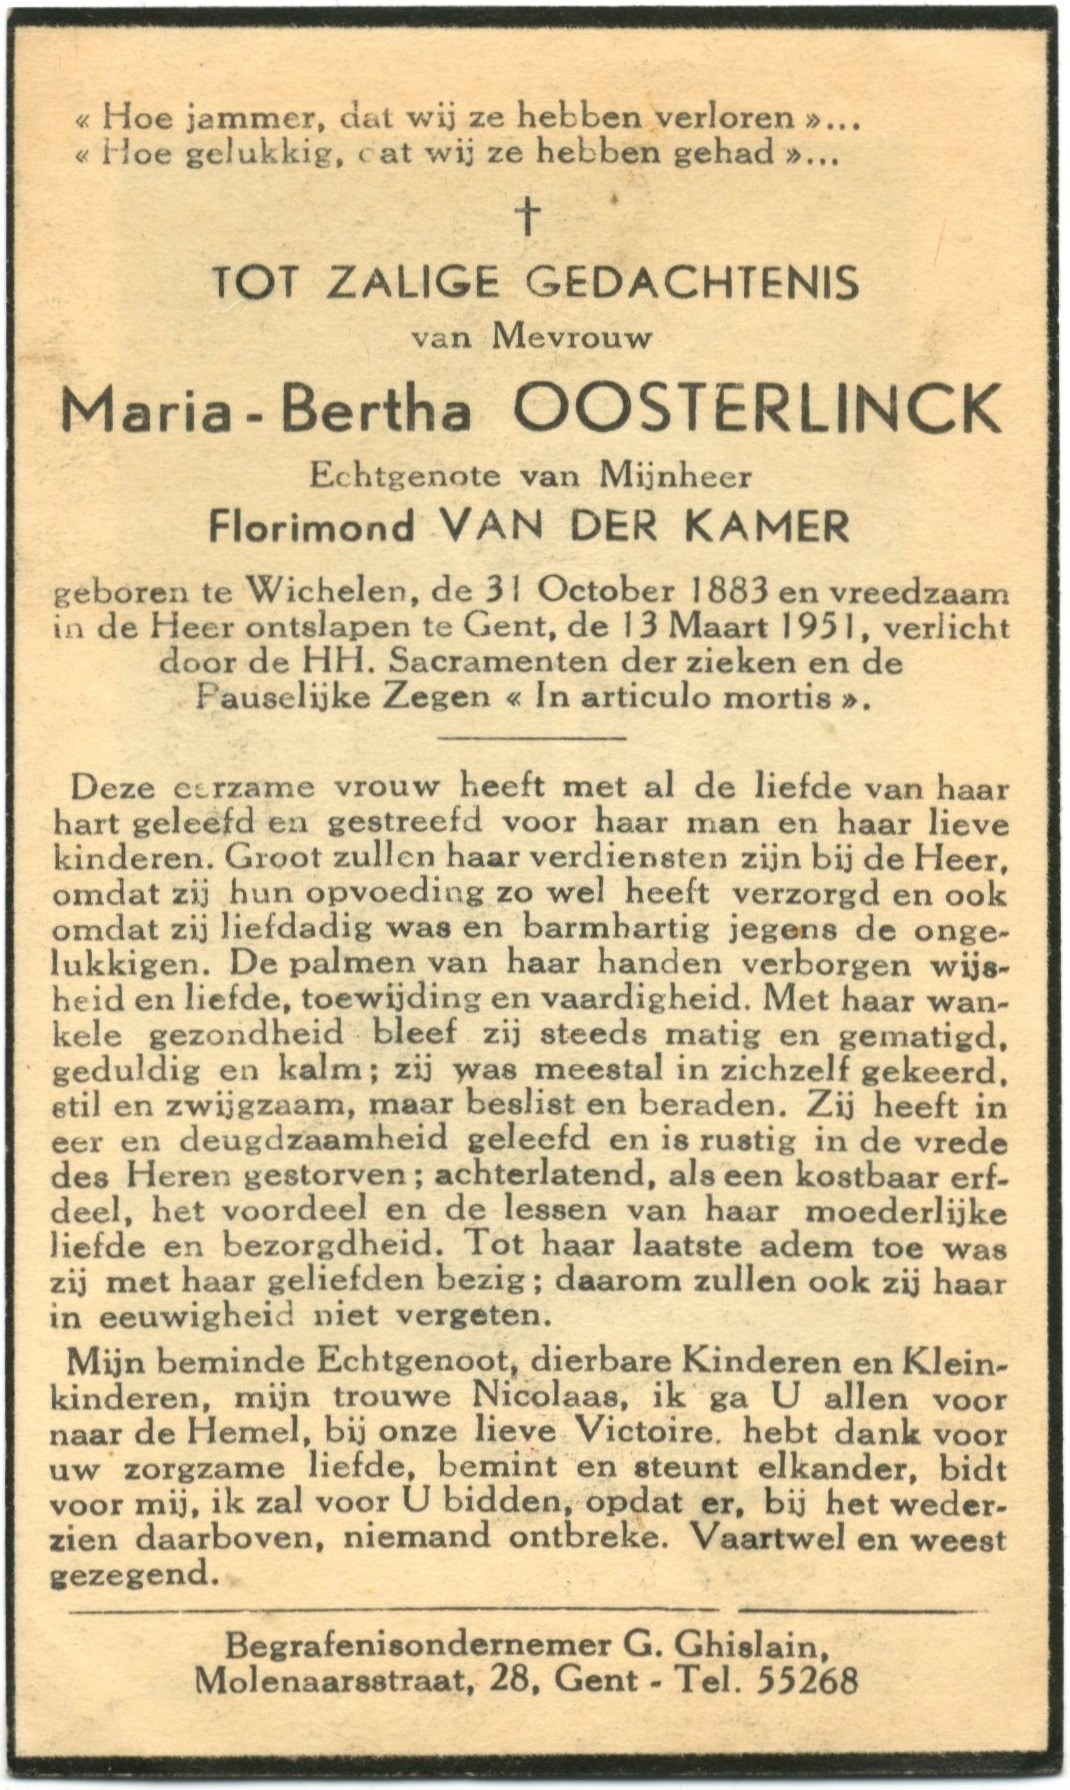 « Hoe jammer, dat wij ze hebben verloren »...
« Hoe gelukkig, dat wij ze hebben gehad »...
†
TOT ZALIGE GEDACHTENIS
van Mevrouw
Maria - Bertha OOSTERLINCK
Echtgenote van Mijnheer
Florimond VAN DER KAMER
geboren te Wichelen, de 31 October 1883 en vreedzaam
in de Heer ontslapen te Gent, de 13 Maart 1951, verlicht
door de HH. Sacramenten der zieken en de
Pauselijke Zegen « In articulo mortis ».
Deze eerzame vrouw heeft met al de liefde van haar
hart geleefd en gestreefd voor haar man en haar lieve
kinderen. Groot zullen haar verdiensten zijn bij de Heer,
omdat zij hun opvoeding zo wel heeft verzorgd en ook
omdat zij liefdadig was en barmhartig jegens de onge-
lukkigen. De palmen van haar handen verborgen wijs-
heid en liefde, toewijding en vaardigheid. Met haar wan-
kele gezondheid bleef zij steeds matig en gematigd,
geduldig en kalm; zij was meestal in zichzelf gekeerd,
stil en zwijgzaam, maar beslist en beraden. Zij heeft in
eer en deugdzaamheid geleefd en is rustig in de vrede
des Heren gestorven; achterlatend, als een kostbaar erf-
deel, het voordeel en de lessen van haar moederlijke
liefde en bezorgdheid. Tot haar laatste adem toe was
zij met haar geliefden bezig; daarom zullen ook zij haar
in eeuwigheid niet vergeten.
Mijn beminde Echtgenoot, dierbare Kinderen en Klein-
kinderen, mijn trouwe Nicolaas, ik ga U allen voor
naar de Hemel, bij onze lieve Victoire. hebt dank voor
uw zorgzame liefde, bemint en steunt elkander, bidt
voor mij, ik zal voor U bidden, opdat er, bij het weder-
zien daarboven, niemand ontbreke. Vaartwel en weest
gezegend.
Begrafenisondernemer G. Ghislain,
Molenaarsstraat, 28, Gent - Tel. 55268